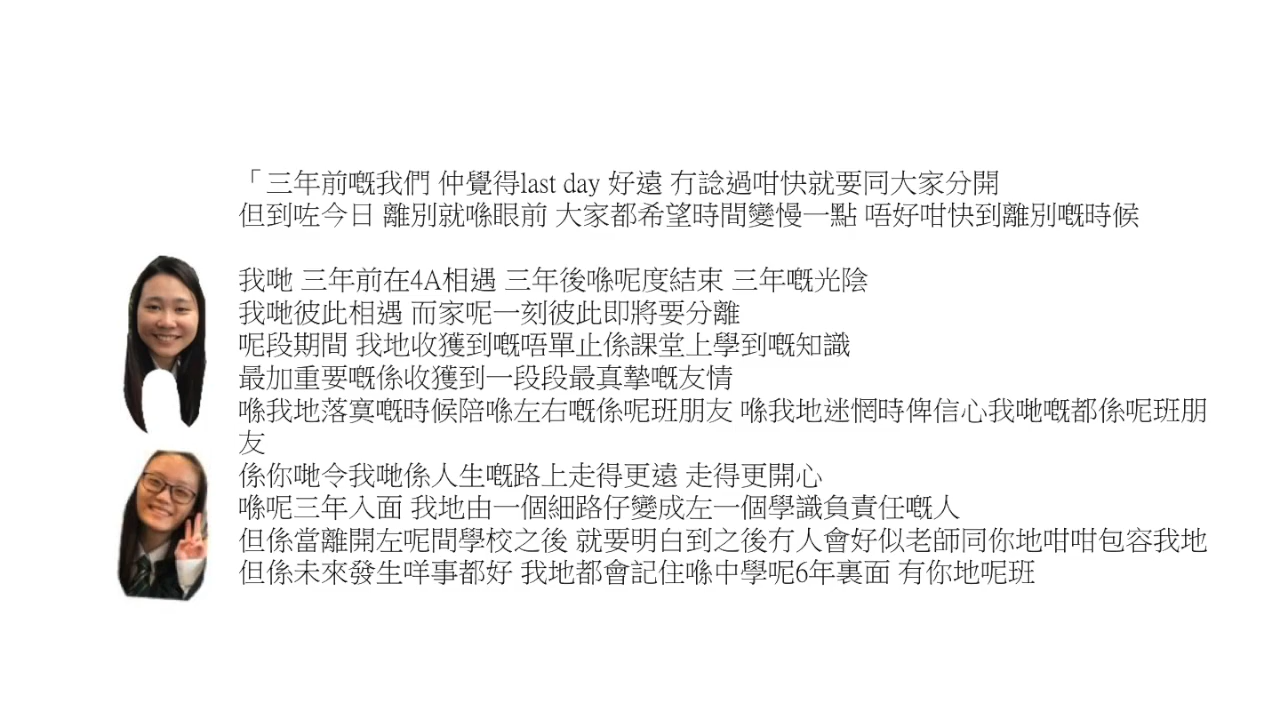 「三年前嘅我們 仲覺得last day 好遠 冇諗過咁快就要同大家分開
但到咗今日 離別就喺眼前 大家都希望時間變慢一點 唔好咁快到離別嘅時候
我哋 三年前在4A相遇 三年後喺呢度結束 三年嘅光陰
我哋彼此相遇 而家呢一刻彼此即將要分離
呢段期間 我地收獲到嘅唔單止係課堂上學到嘅知識
最加重要嘅係收獲到一段段最真摯嘅友情
喺我地落寞嘅時候陪喺左右嘅係呢班朋友 喺我地迷惘時俾信心我哋嘅都係呢班朋
友
係你哋令我哋係人生嘅路上走得更遠 走得更開心
喺呢三年入面 我地由一個細路仔變成左一個學識負責任嘅人
但係當離開左呢間學校之後 就要明白到之後冇人會好似老師同你地咁咁包容我地
但係未來發生咩事都好 我地都會記住喺中學呢6年裏面 有你地呢班